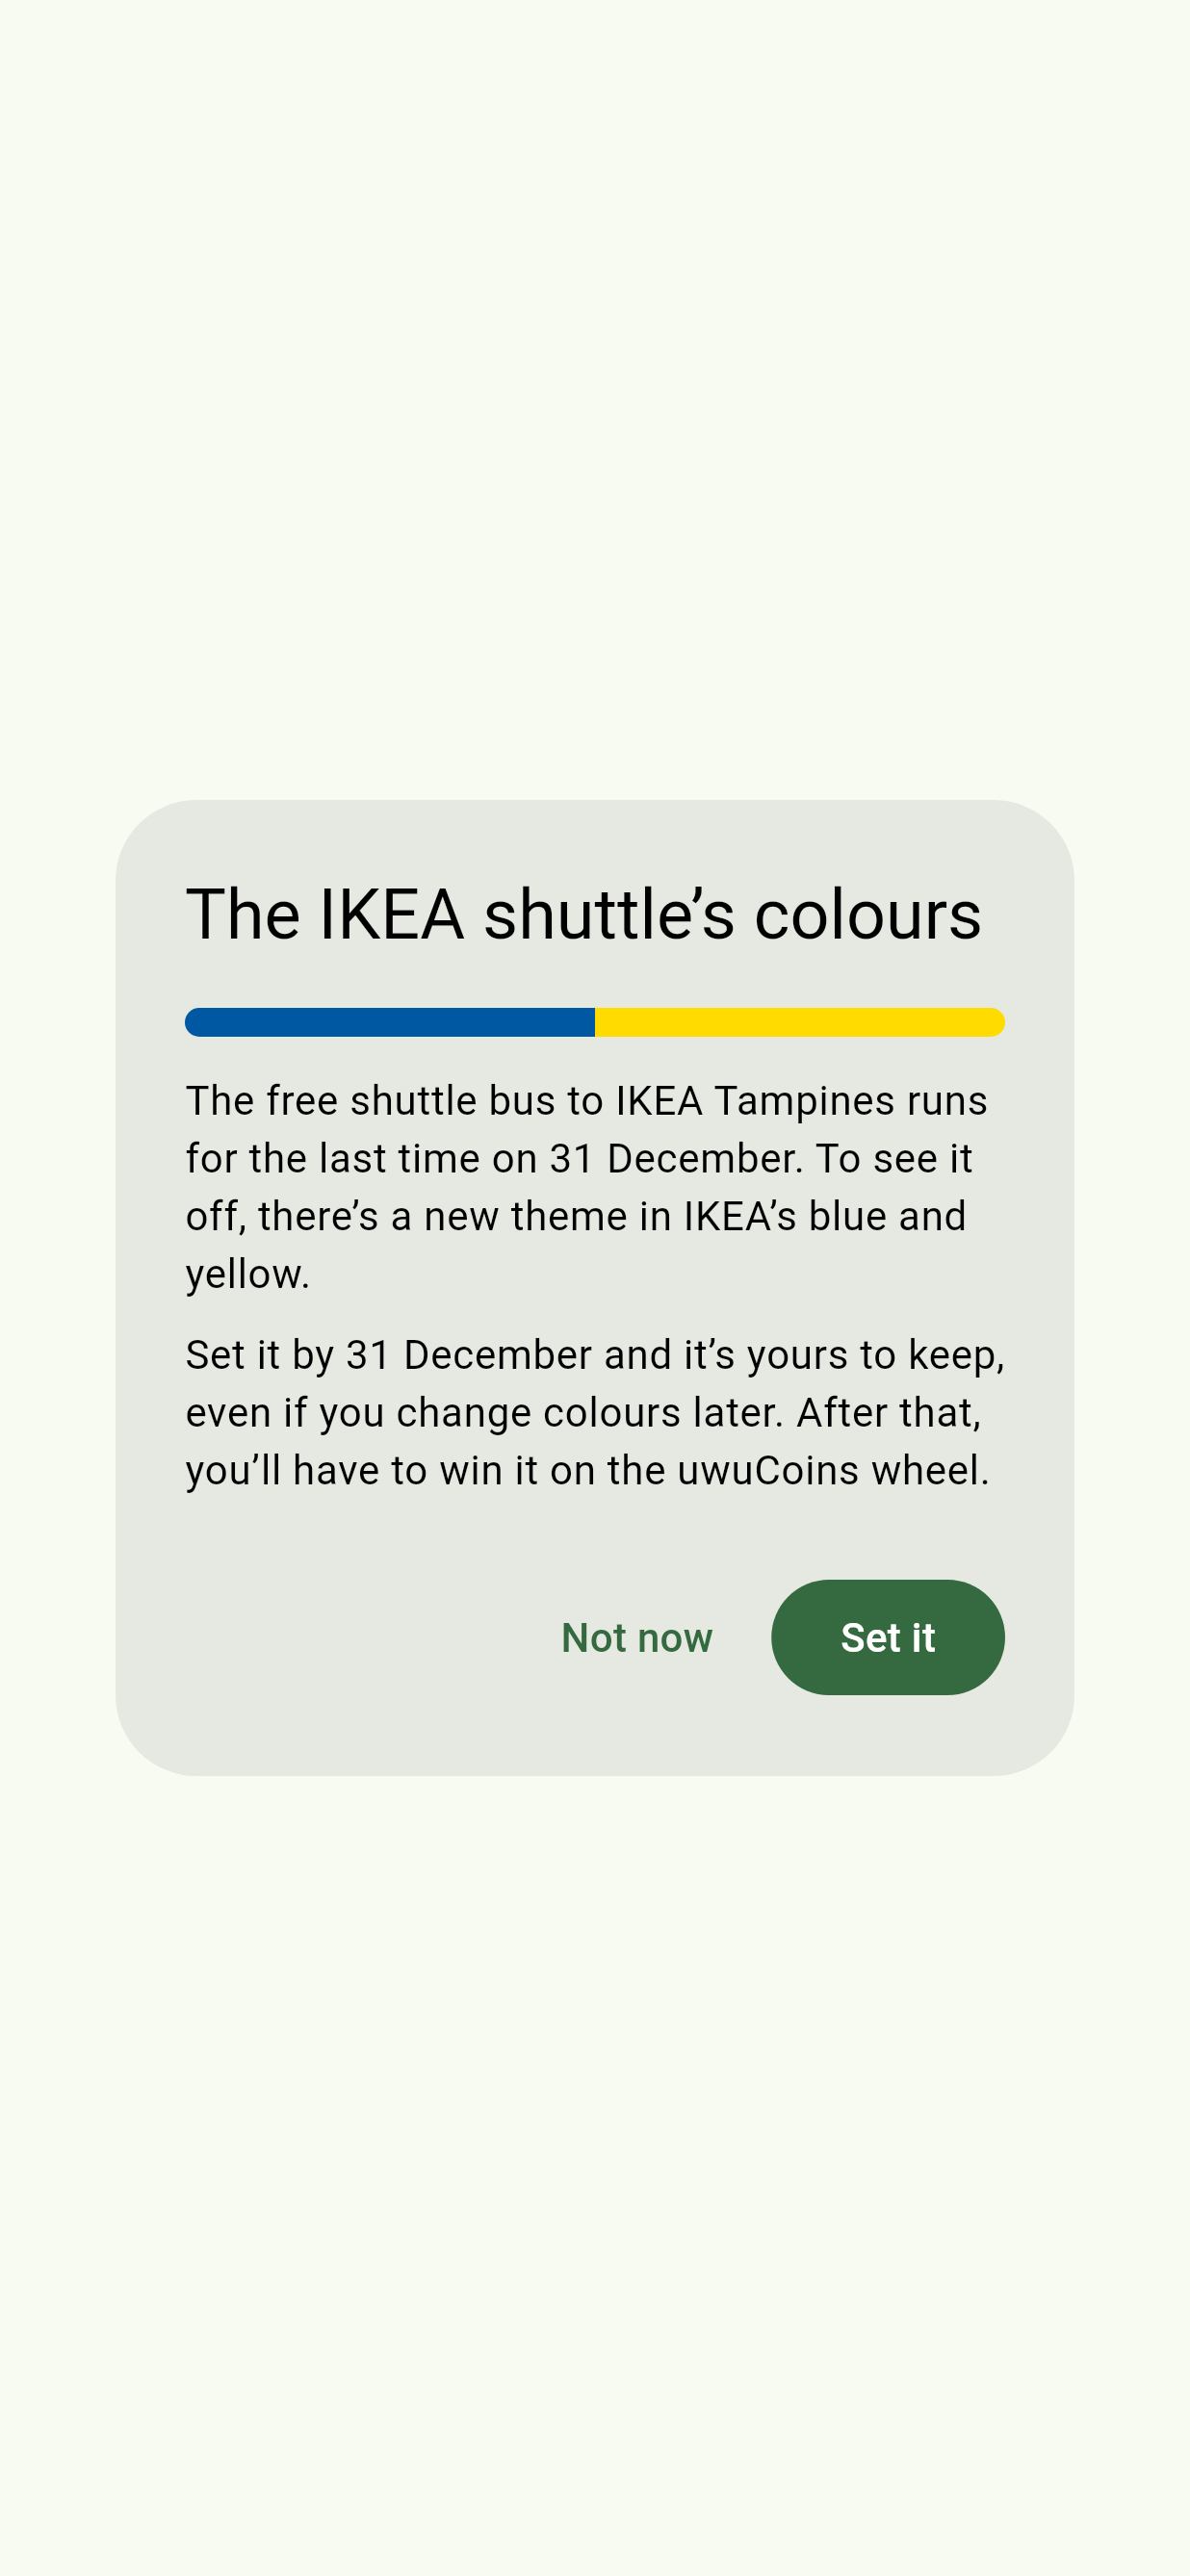 The IKEA shuttle’s colours
The free shuttle bus to IKEA Tampines runs
for the last time on 31 December. To see it
off, there’s a new theme in IKEA’s blue and
yellow.
Set it by 31 December and it’s yours to keep,
even if you change colours later. After that,
you’ll have to win it on the uwuCoins wheel.
Not now
Set it